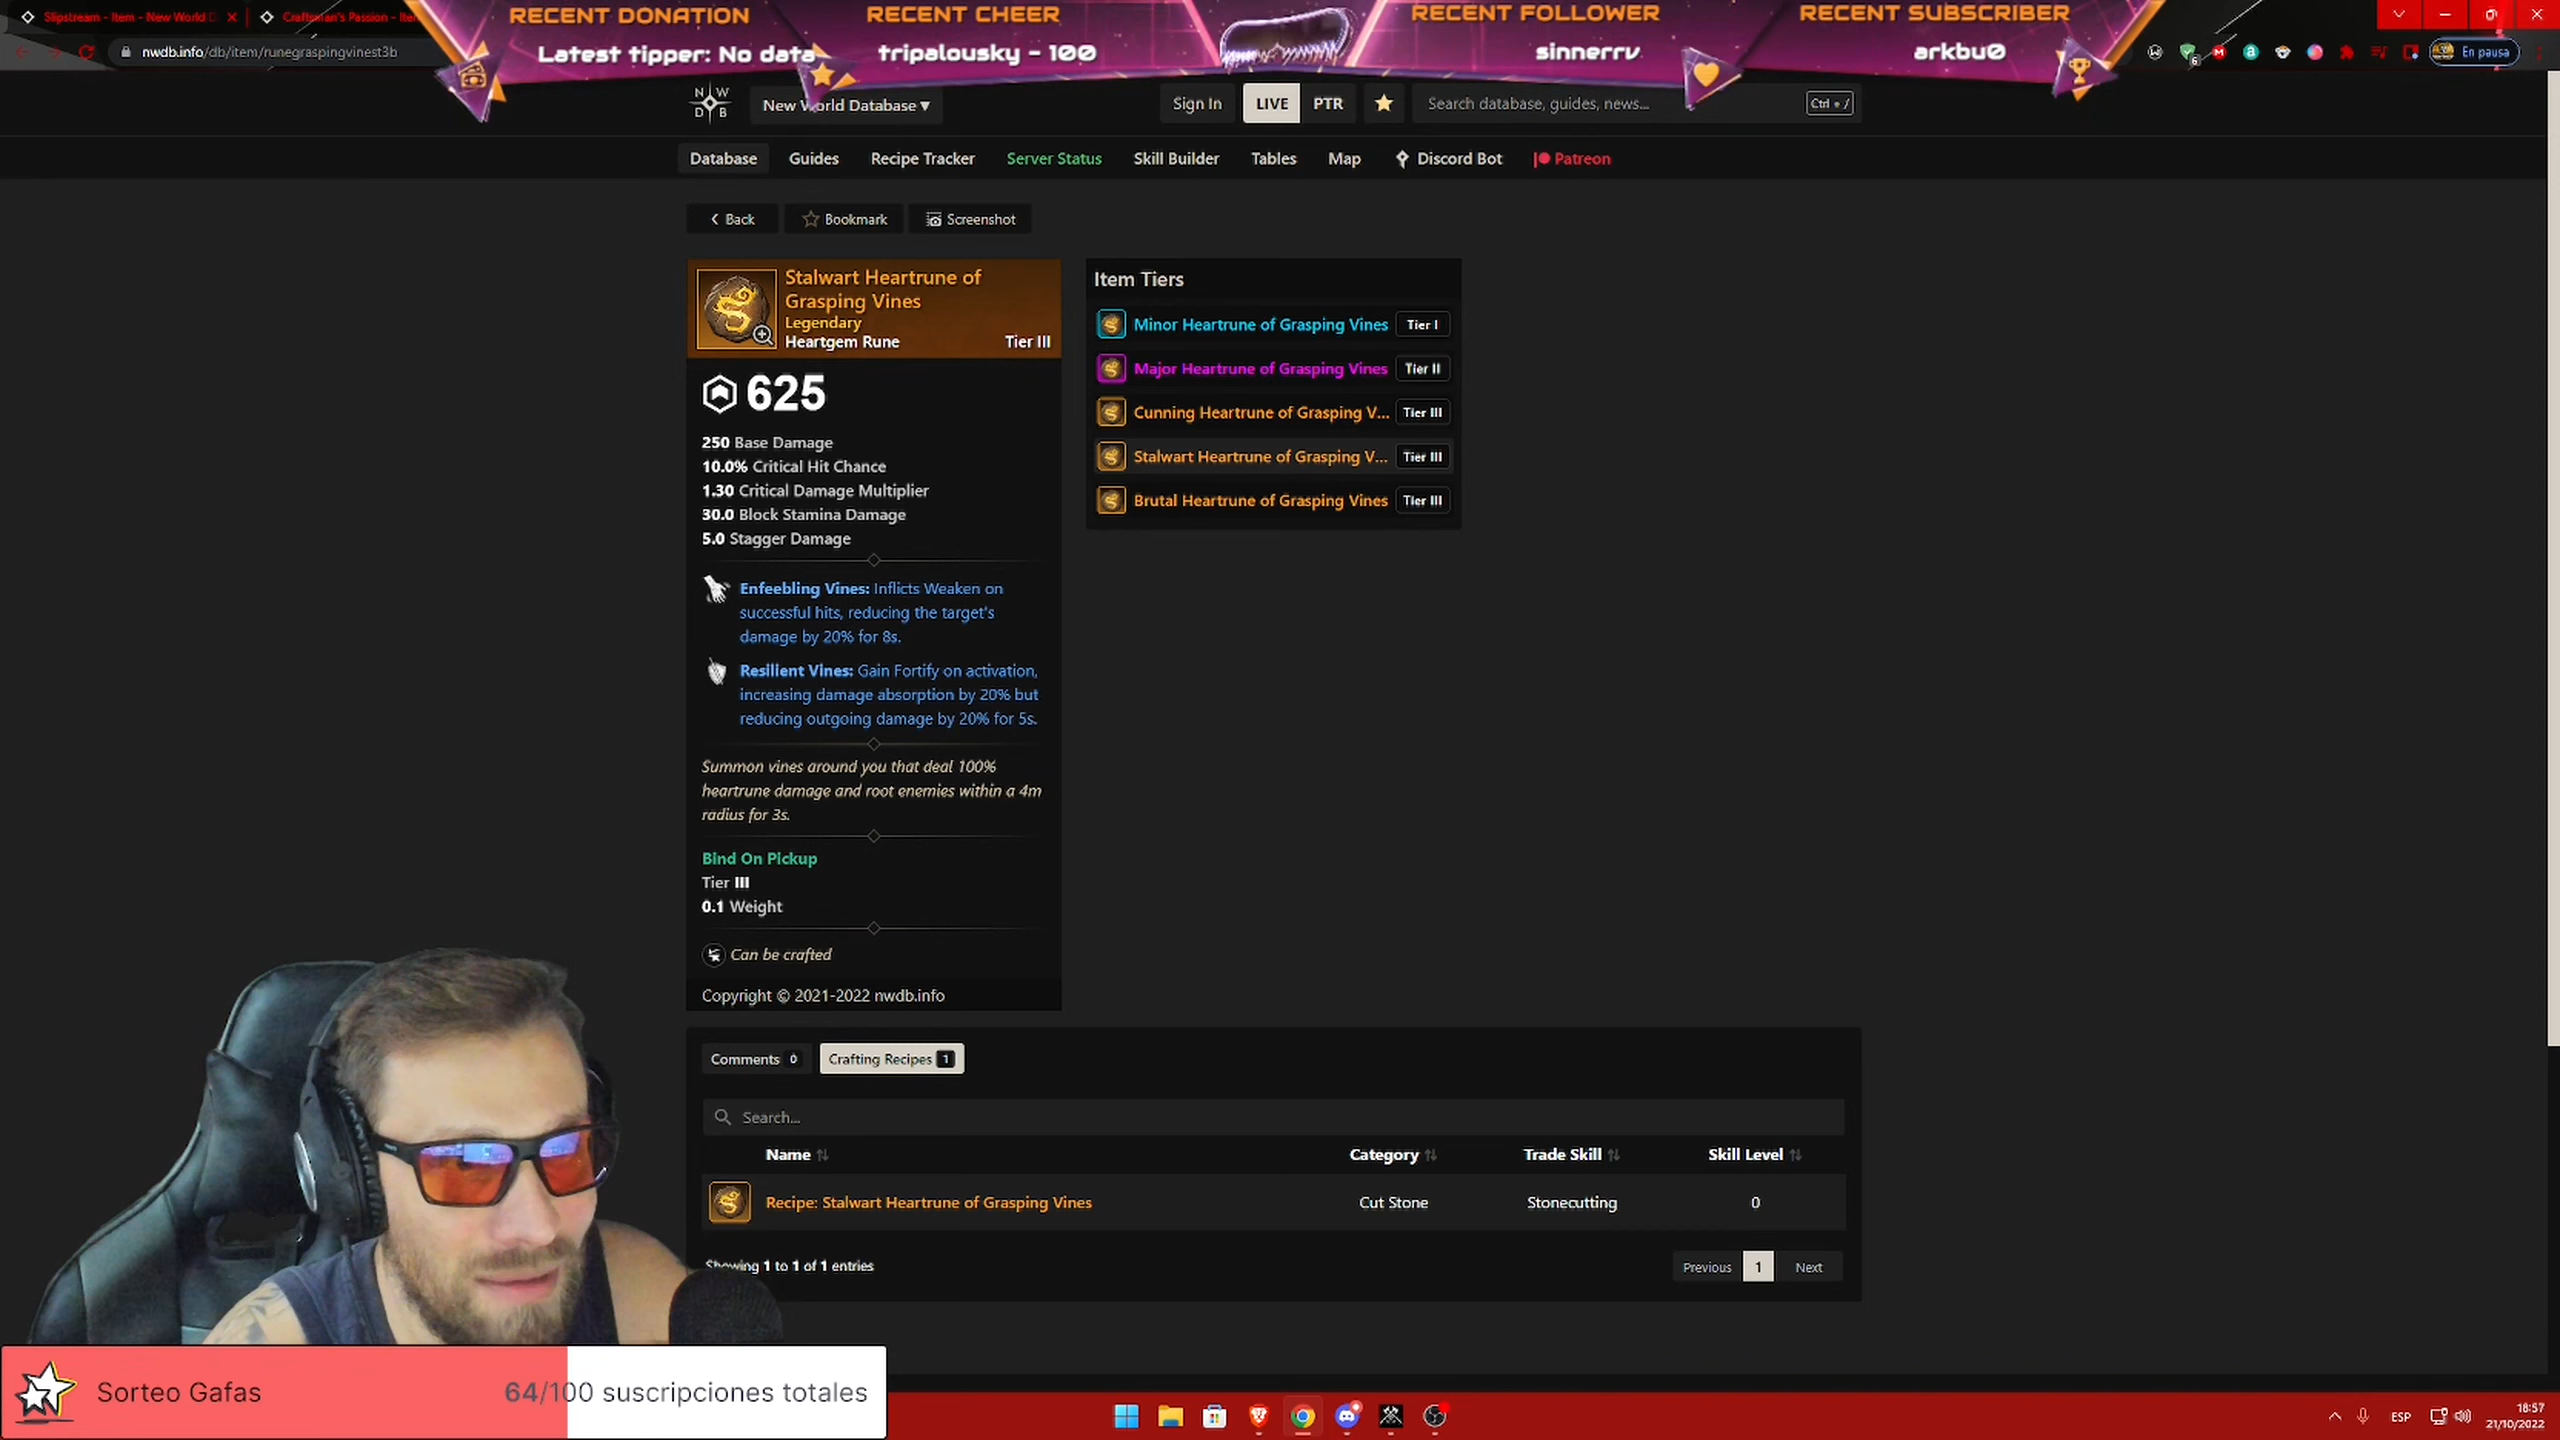 Slipstream - Item - New World D
Craftsman's Passion - Iter
RECENT DONATION
Latest tipper: No data
RECENT CHEER
tripalousky - 100
RECENT FOLLOWER
sinnerrv
RECENT SUBSCRIBER
arkbu0
nwdb.info/db/item/runegraspingvinest3b
6
En pausa
N W
D B
New World Database ▾
Sign In
LIVE
PTR
Search database, guides, news...
Ctrl + /
Database
Guides
Recipe Tracker
Server Status
Skill Builder
Tables
Map
Discord Bot
Patreon
Back
Bookmark
Screenshot
Stalwart Heartrune of
Grasping Vines
Legendary
Heartgem Rune
Tier III
625
250 Base Damage
10.0% Critical Hit Chance
1.30 Critical Damage Multiplier
30.0 Block Stamina Damage
5.0 Stagger Damage
Enfeebling Vines: Inflicts Weaken on
successful hits, reducing the target's
damage by 20% for 8s.
Resilient Vines: Gain Fortify on activation,
increasing damage absorption by 20% but
reducing outgoing damage by 20% for 5s.
Summon vines around you that deal 100%
heartrune damage and root enemies within a 4m
radius for 3s.
Bind On Pickup
Tier III
0.1 Weight
Can be crafted
Copyright © 2021-2022 nwdb.info
Item Tiers
Minor Heartrune of Grasping Vines Tier I
Major Heartrune of Grasping Vines Tier II
Cunning Heartrune of Grasping V... Tier III
Stalwart Heartrune of Grasping V... Tier III
Brutal Heartrune of Grasping Vines Tier III
Comments 0
Crafting Recipes 1
Search...
Name Category Trade Skill Skill Level
Recipe: Stalwart Heartrune of Grasping Vines Cut Stone Stonecutting 0
Showing 1 to 1 of 1 entries
Previous 1 Next
Sorteo Gafas 64/100 suscripciones totales
ESP
18:57
21/10/2022